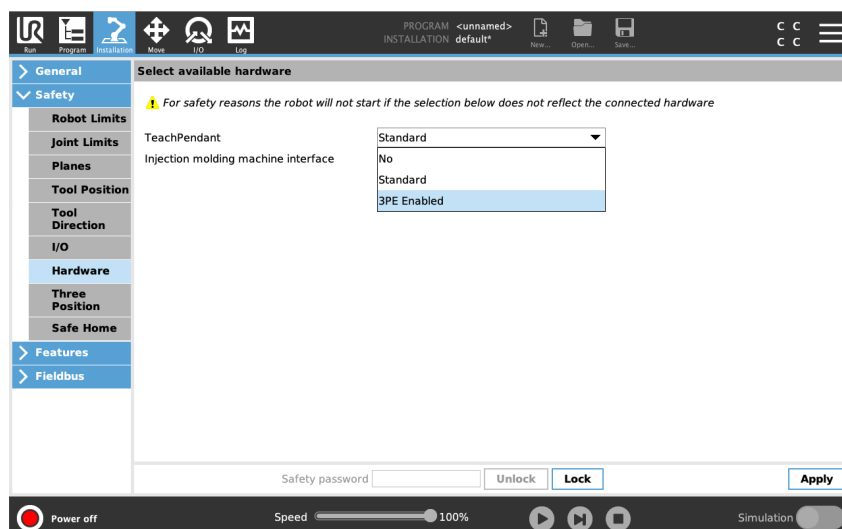 UR
Run
Program
Installation
Move
I/O
Log
PROGRAM <unnamed>
INSTALLATION default*
New...
Open...
Save...
C C
C C
General
Safety
Robot Limits
Joint Limits
Planes
Tool Position
Tool
Direction
I/O
Hardware
Three
Position
Safe Home
Features
Fieldbus
Select available hardware
For safety reasons the robot will not start if the selection below does not reflect the connected hardware
TeachPendant
Standard
Injection molding machine interface
No
Standard
3PE Enabled
Safety password
Unlock
Lock
Apply
Power off
Speed
100%
Simulation